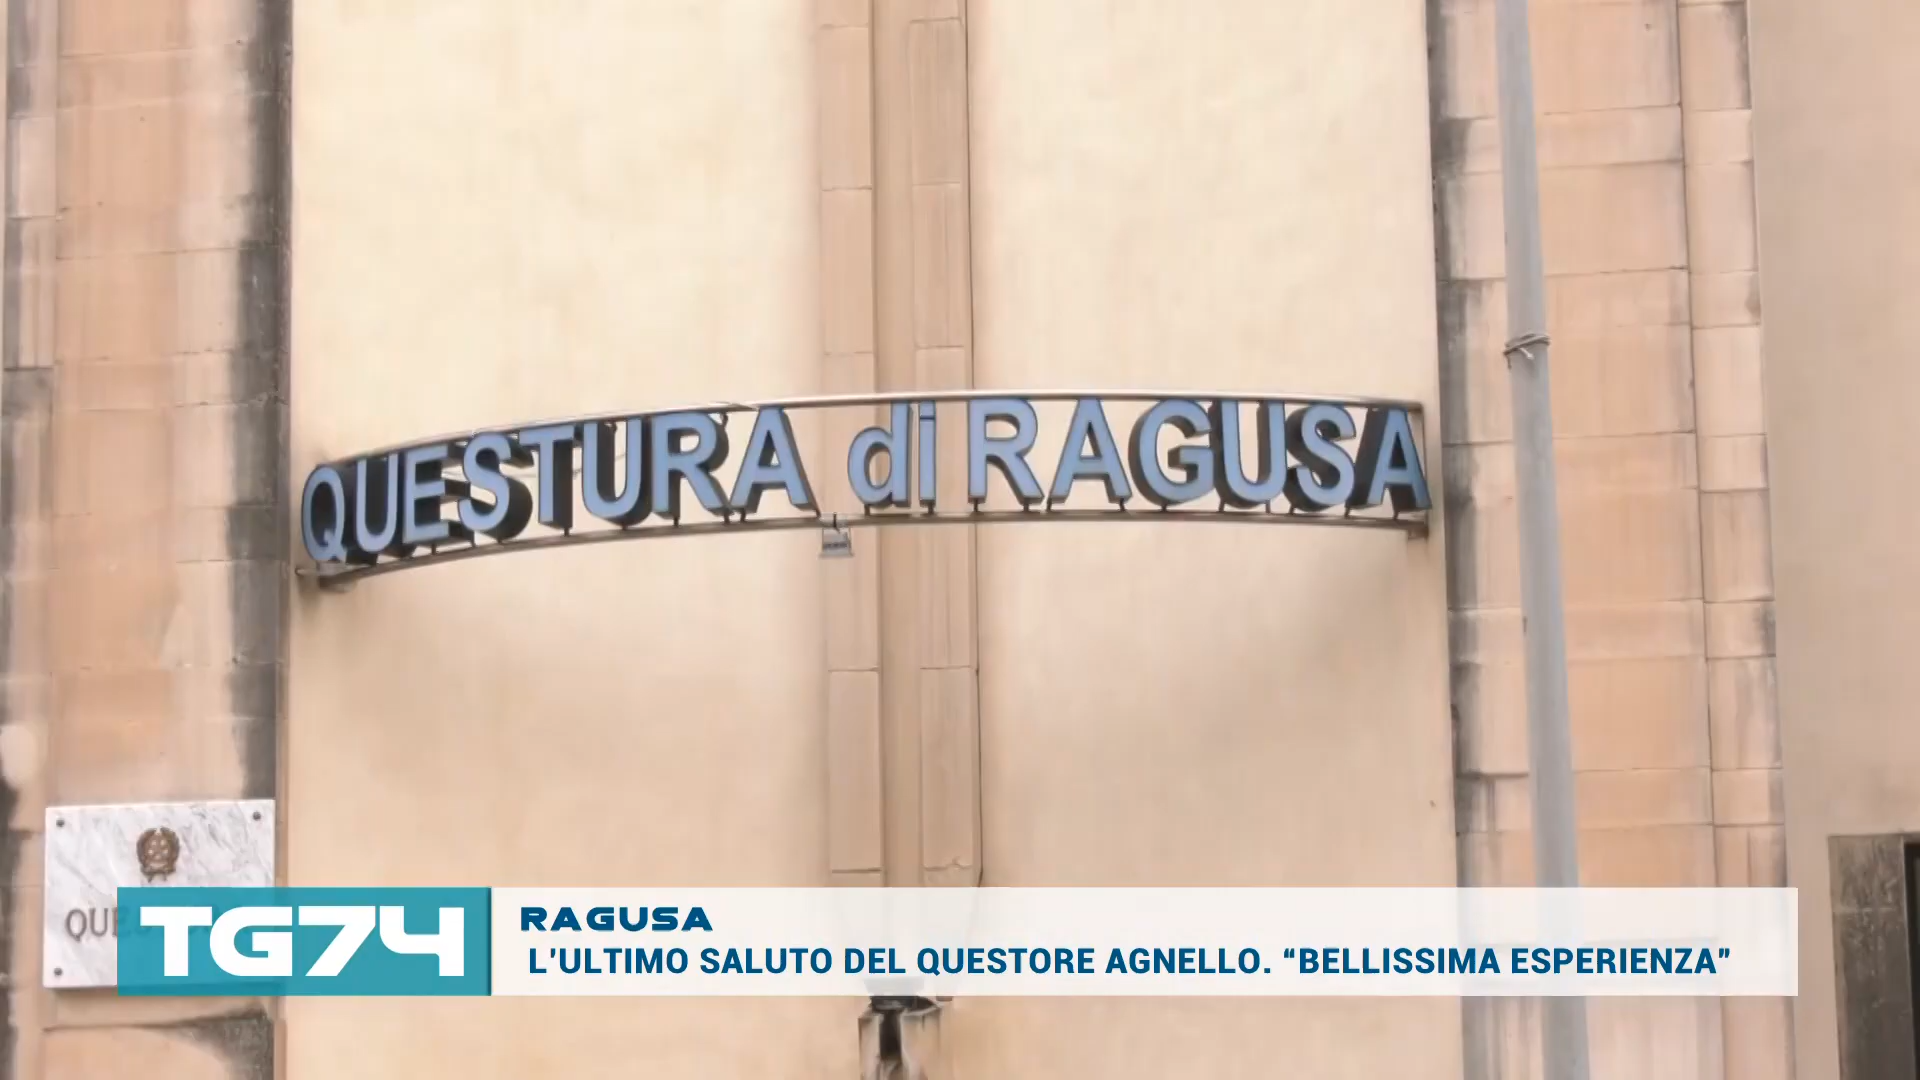 QUESTURA di RAGUSA
TG74
RAGUSA
L'ULTIMO SALUTO DEL QUESTORE AGNELLO. “BELLISSIMA ESPERIENZA”